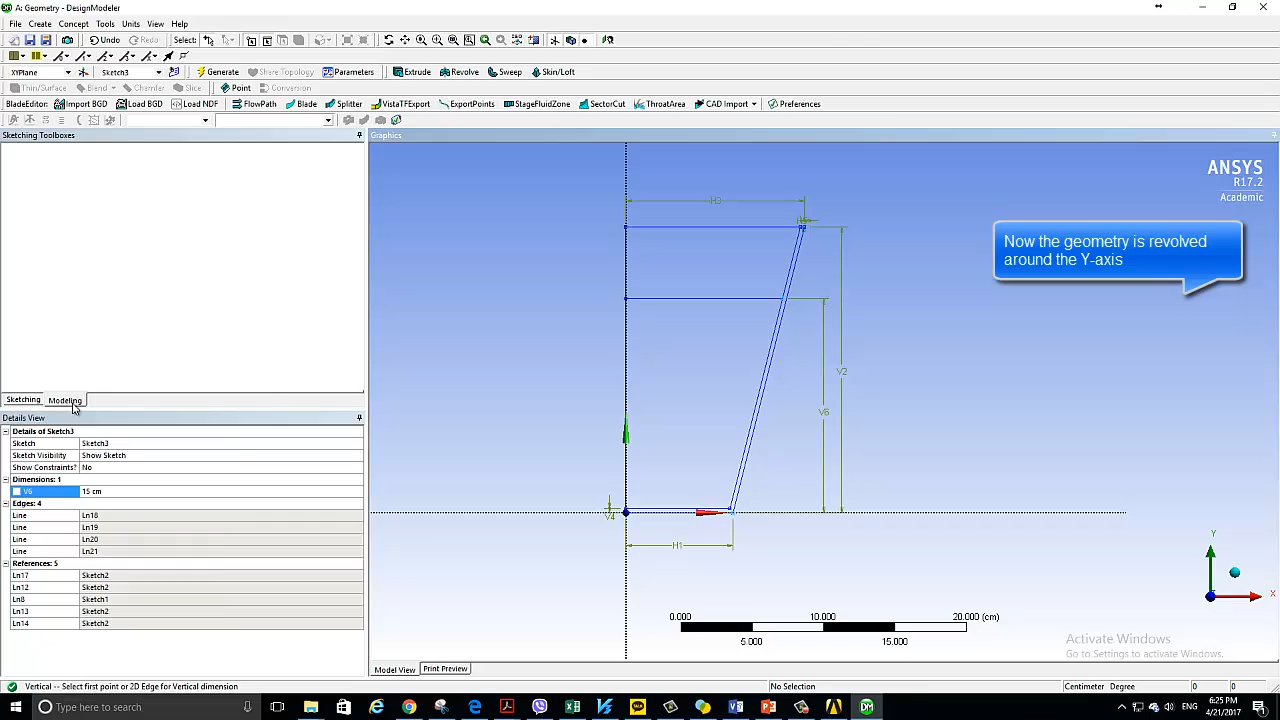 A: Geometry - DesignModeler
File Create Concept Tools Units View Help
Undo Redo Select:
XYPlane Sketch3 Generate Share Topology Parameters Extrude Revolve Sweep Skin/Loft
Thin/Surface Blend Chamfer Slice Point Conversion
BladeEditor: Import BGD Load BGD Load NDF FlowPath Blade Splitter VistaTFExport ExportPoints StageFluidZone SectorCut ThroatArea CAD Import Preferences
Sketching Toolboxes
Graphics
ANSYS
R17.2
Academic
H3
Now the geometry is revolved
around the Y-axis
V2
V6
V4
H1
Sketching Modeling
Details View
Details of Sketch3
Sketch Sketch3
Sketch Visibility Show Sketch
Show Constraints? No
Dimensions: 1
V6 15 cm
Edges: 4
Line Ln18
Line Ln19
Line Ln20
Line Ln21
References: 5
Ln17 Sketch2
Ln12 Sketch2
Ln8 Sketch1
Ln13 Sketch2
Ln14 Sketch2
Y
X
0.000 10.000 20.000 (cm)
5.000 15.000
Activate Windows
Go to Settings to activate Windows.
Model View Print Preview
Vertical -- Select first point or 2D Edge for Vertical dimension
No Selection
Centimeter Degree 0 0
Type here to search
6:25 PM
4/21/2017